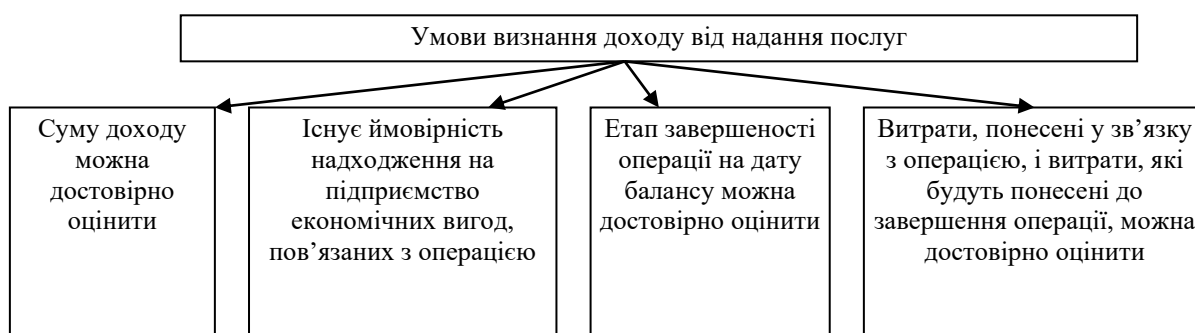 Умови визнання доходу від надання послуг
Суму доходу
можна
достовірно
оцінити
Існує ймовірність
надходження на
підприємство
економічних вигод,
пов’язаних з операцією
Етап завершеності
операції на дату
балансу можна
достовірно оцінити
Витрати, понесені у зв’язку
з операцією, і витрати, які
будуть понесені до
завершення операції, можна
достовірно оцінити